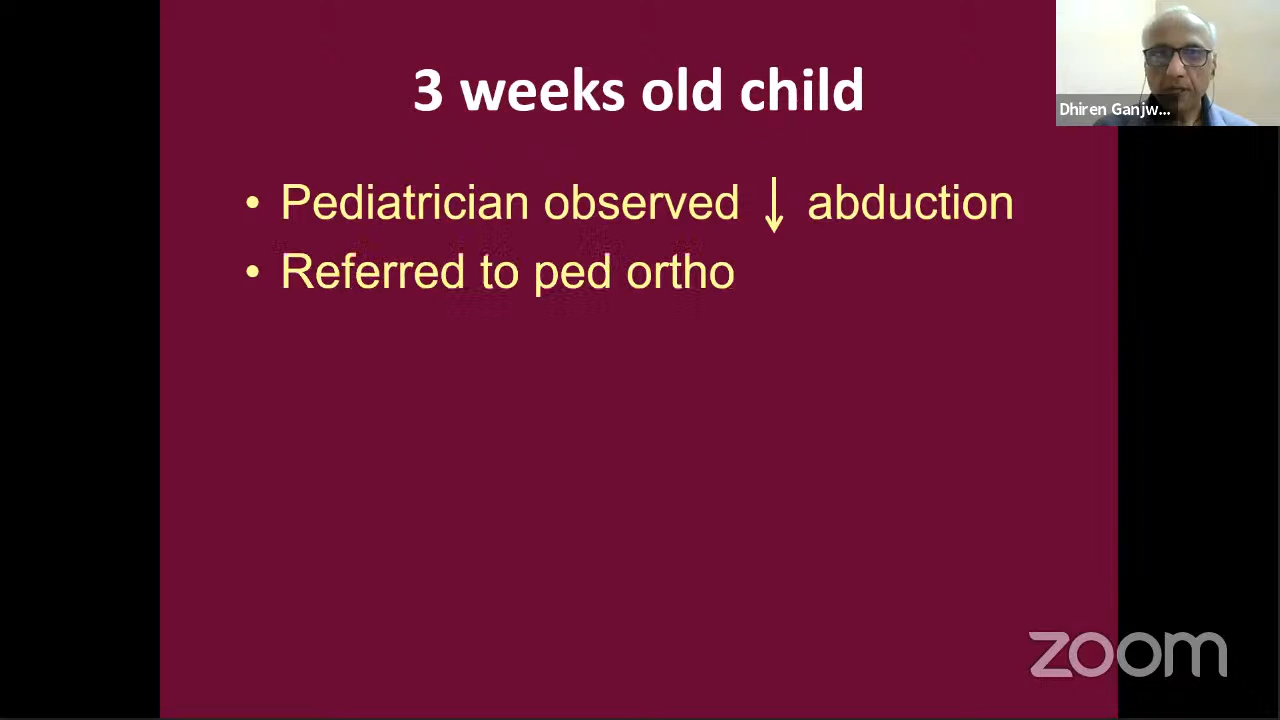 3 weeks old child
Dhiren Ganjw...
• Pediatrician observed ↓ abduction
• Referred to ped ortho
zoom